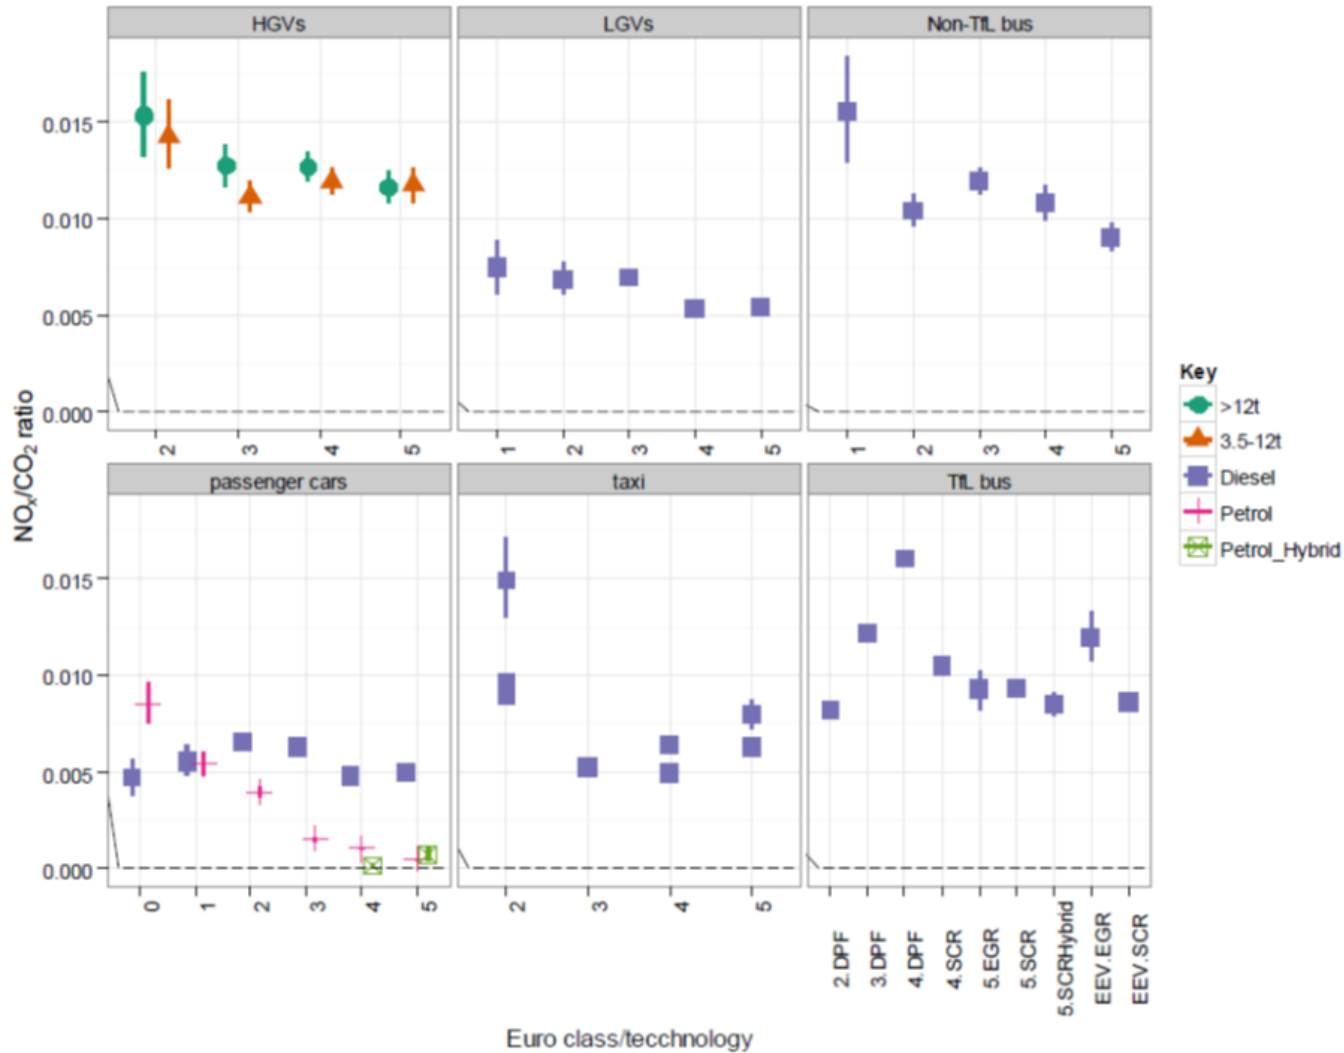 HGVs LGVs Non-TfL bus
0.015
0.010
0.005
0.000
2 3 4 5 1 2 3 4 5 1 2 3 4 5
passenger cars taxi TfL bus
0.015
0.010
0.005
0.000
0 1 2 3 4 5 2 3 4 5 2.DPF 3.DPF 4.DPF 4.SCR 5.EGR 5.SCR 5.SCRHybrid EEV.EGR EEV.SCR
NOx/CO2 ratio
Euro class/tecchnology
Key
>12t
3.5-12t
Diesel
Petrol
Petrol_Hybrid